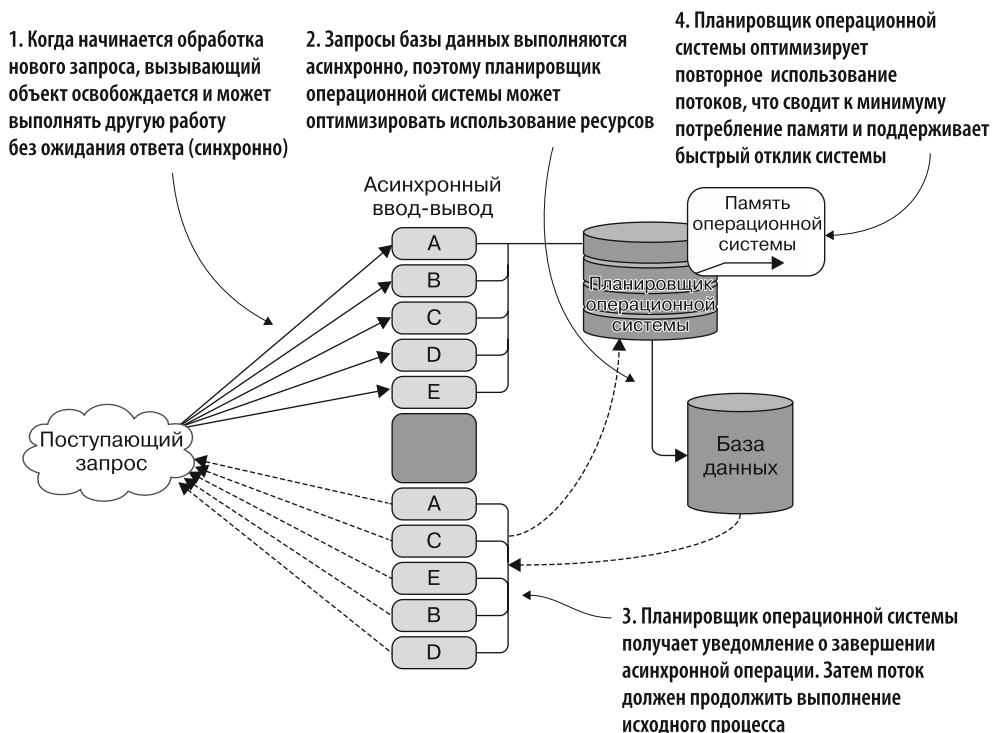 1. Когда начинается обработка
нового запроса, вызывающий
объект освобождается и может
выполнять другую работу
без ожидания ответа (синхронно)
2. Запросы базы данных выполняются
асинхронно, поэтому планировщик
операционной системы может
оптимизировать использование ресурсов
4. Планировщик операционной
системы оптимизирует
повторное использование
потоков, что сводит к минимуму
потребление памяти и поддерживает
быстрый отклик системы
Асинхронный
ввод-вывод
A
B
C
D
E
Память
операционной
системы
Планировщик
операционной
системы
Поступающий
запрос
База
данных
A
C
E
B
D
3. Планировщик операционной системы
получает уведомление о завершении
асинхронной операции. Затем поток
должен продолжить выполнение
исходного процесса